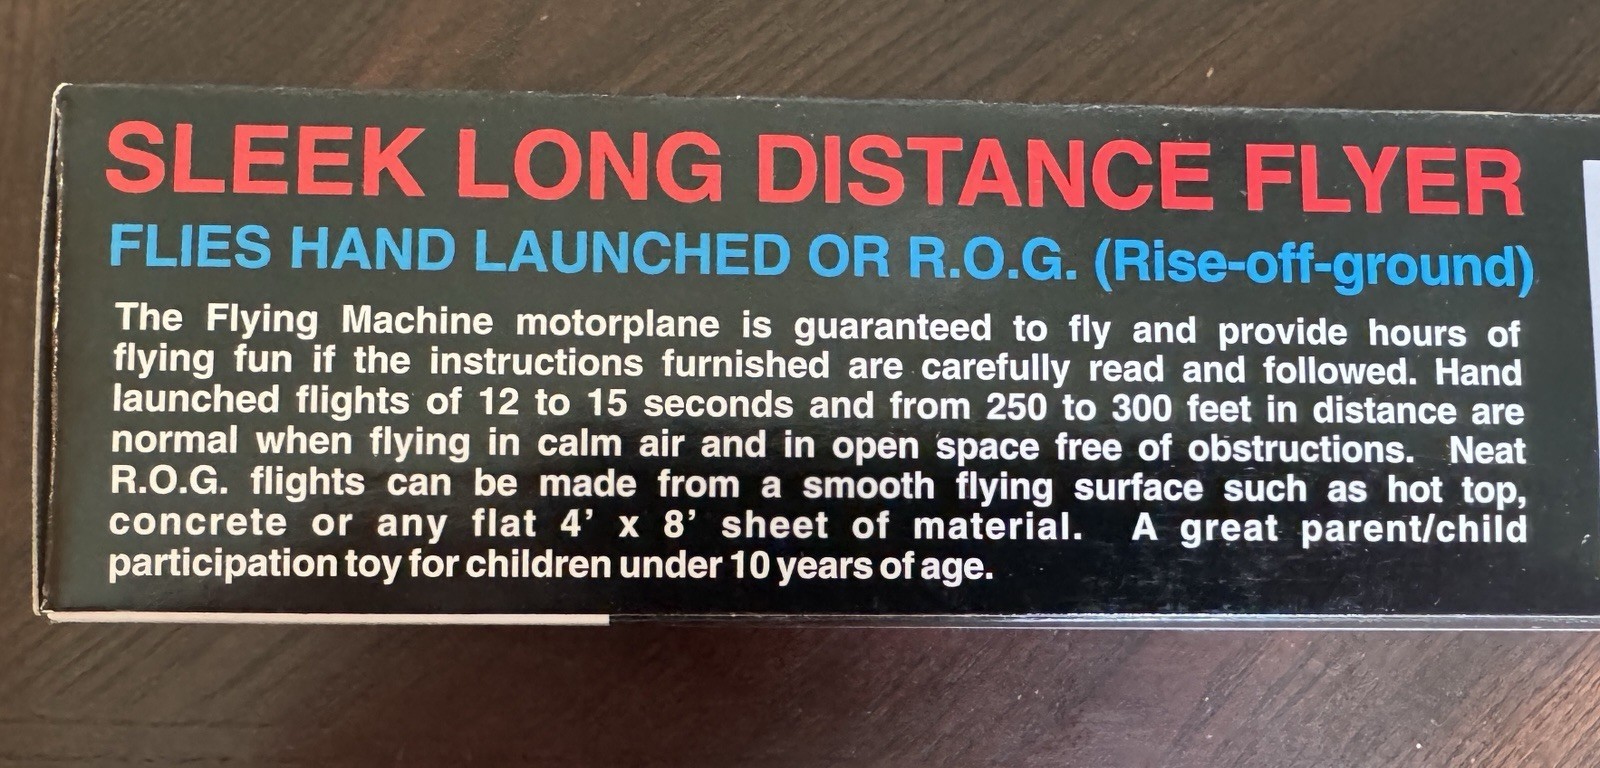 SLEEK LONG DISTANCE FLYER
FLIES HAND LAUNCHED OR R.O.G. (Rise-off-ground)
The Flying Machine motorplane is guaranteed to fly and provide hours of
flying fun if the instructions furnished are carefully read and followed. Hand
launched flights of 12 to 15 seconds and from 250 to 300 feet in distance are
normal when flying in calm air and in open space free of obstructions. Neat
R.O.G. flights can be made from a smooth flying surface such as hot top,
concrete or any flat 4’ x 8’ sheet of material. A great parent/child
participation toy for children under 10 years of age.